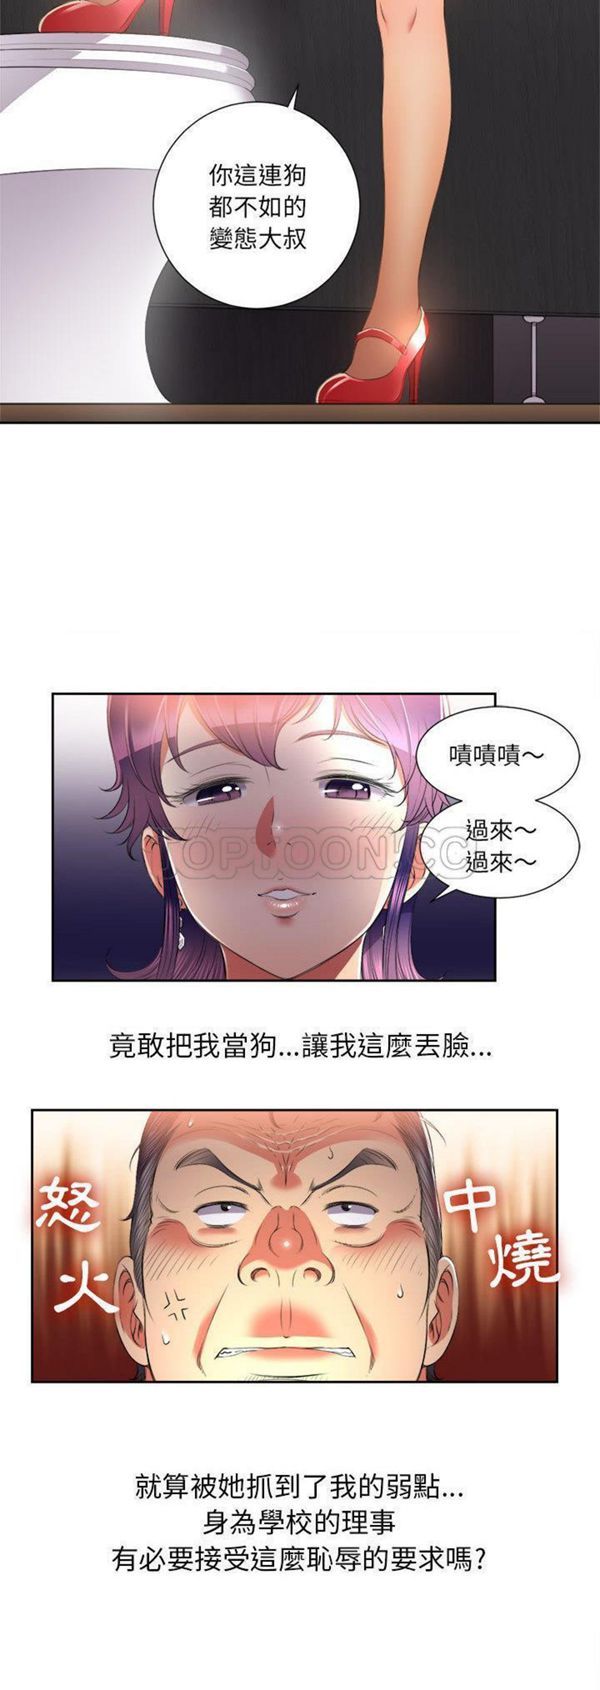 你這連狗
都不如的
變態大叔
嘖嘖嘖～
過來～
過來～
TOPTOON.CC
竟敢把我當狗...讓我這麼丟臉...
怒火
中燒
就算被她抓到了我的弱點...
身為學校的理事
有必要接受這麼恥辱的要求嗎?